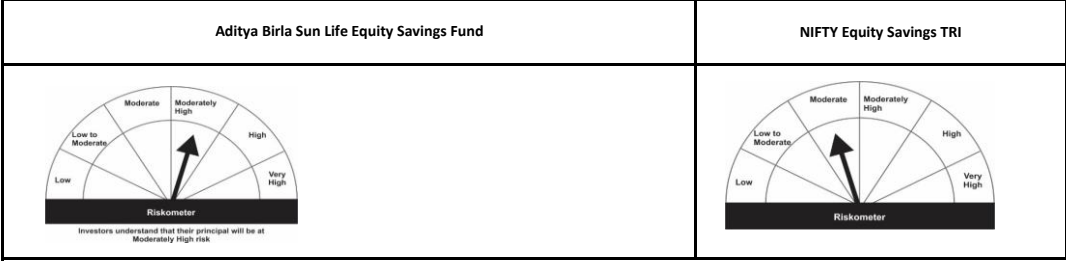 Aditya Birla Sun Life Equity Savings Fund
NIFTY Equity Savings TRI
Moderate
Moderately
High
Low to
Moderate
High
Low
Very
High
Riskometer
Investors understand that their principal will be at
Moderately High risk
Moderate
Moderately
High
Low to
Moderate
High
Low
Very
High
Riskometer